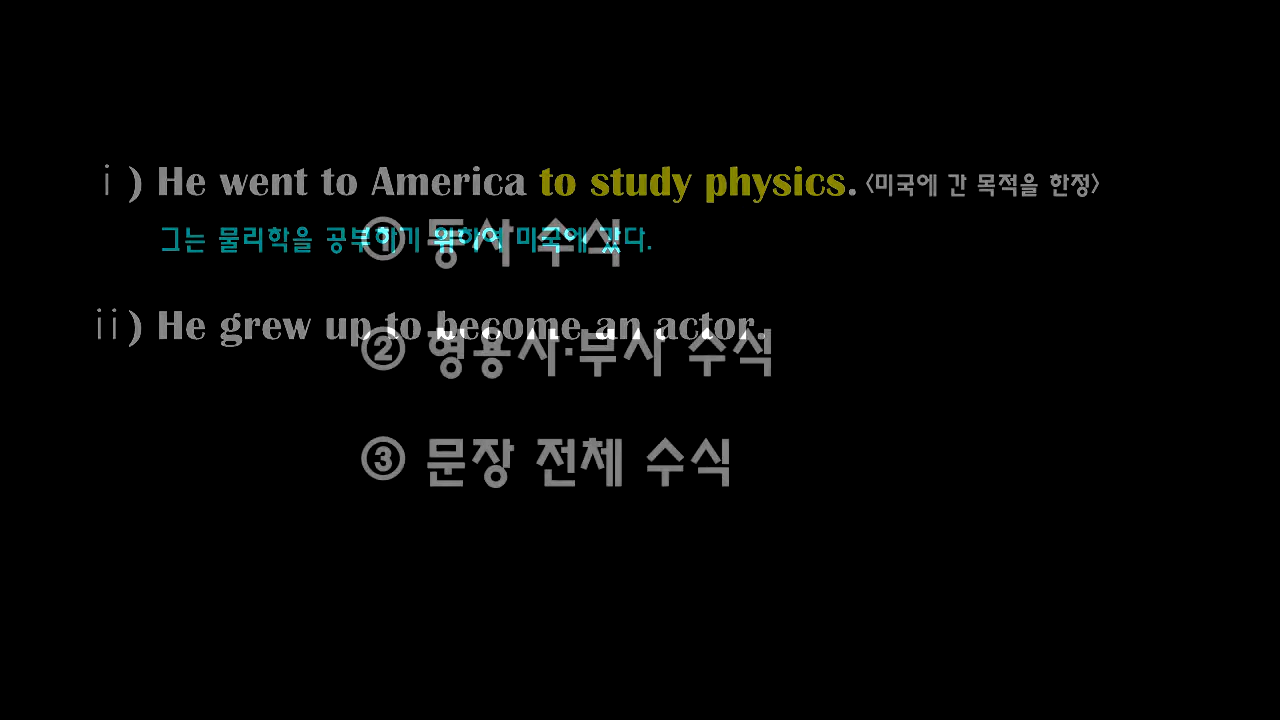 ⅰ) He went to America to study physics. <미국에 간 목적을 한정>
그는 물리학을 공부하기 위하여 미국에 갔다.
① 동사 수식
ⅱ) He grew up to become an actor.
② 형용사·부사 수식
③ 문장 전체 수식